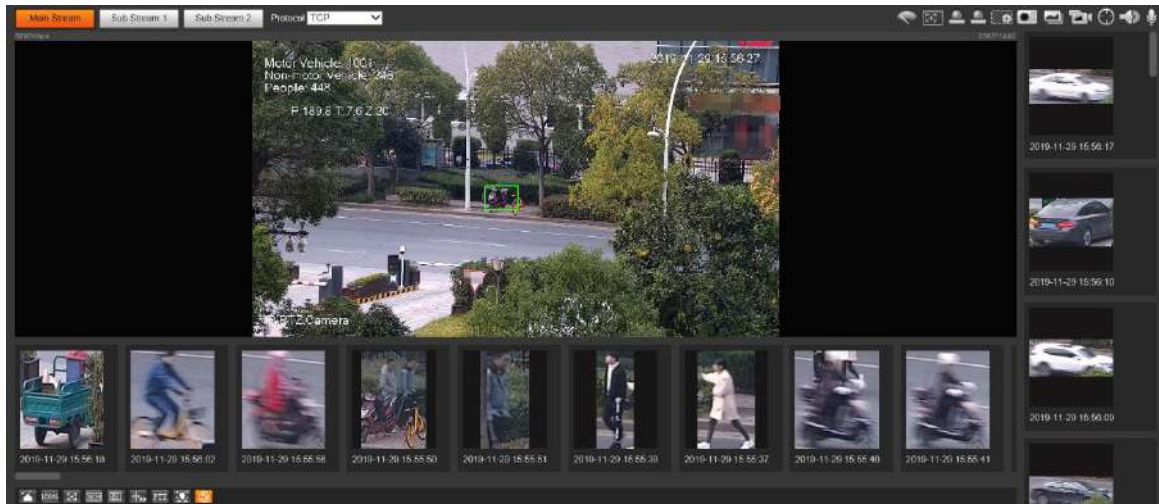 Main Stream Sub Stream 1 Sub Stream 2 Protocol TCP
Motor Vehicle: 1001
Non-motor Vehicle: 346
People: 448
P:189.8 T:7.6 Z:20
2019-11-29 15:56:27
PTZ Camera
2019-11-29 15:56:17
2019-11-29 15:56:10
2019-11-29 15:56:09
2019-11-29 15:56:18 2019-11-29 15:56:02 2019-11-29 15:55:56 2019-11-29 15:55:50 2019-11-29 15:55:51 2019-11-29 15:55:39 2019-11-29 15:55:37 2019-11-29 15:55:40 2019-11-29 15:55:41
PTZ